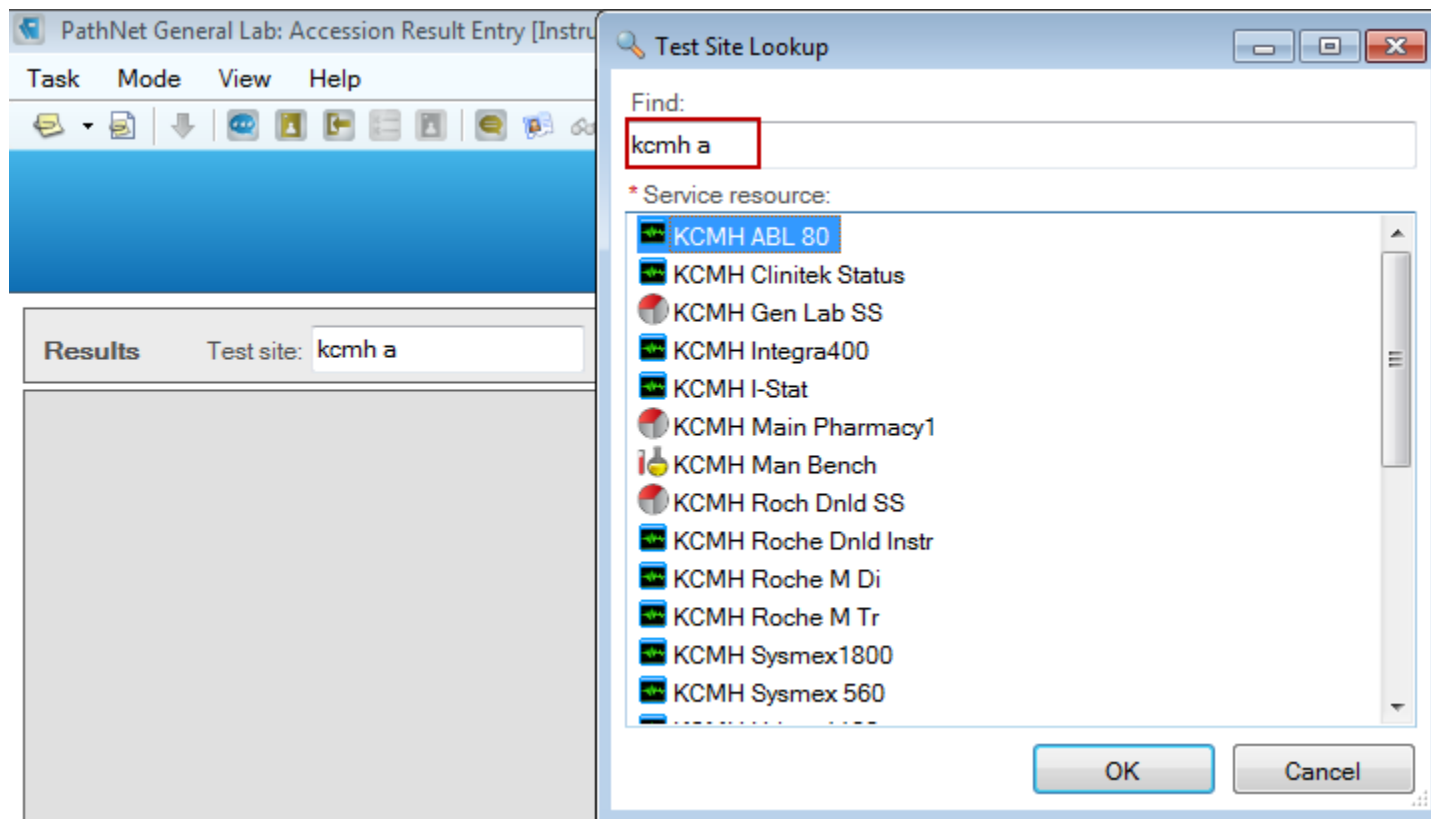 PathNet General Lab: Accession Result Entry [Instru
Task Mode View Help
Results Test site: kcmh a
Test Site Lookup
Find:
kcmh a
* Service resource:
KCMH ABL 80
KCMH Clinitek Status
KCMH Gen Lab SS
KCMH Integra400
KCMH I-Stat
KCMH Main Pharmacy1
KCMH Man Bench
KCMH Roch Dnld SS
KCMH Roche Dnld Instr
KCMH Roche M Di
KCMH Roche M Tr
KCMH Sysmex1800
KCMH Sysmex 560
OK Cancel